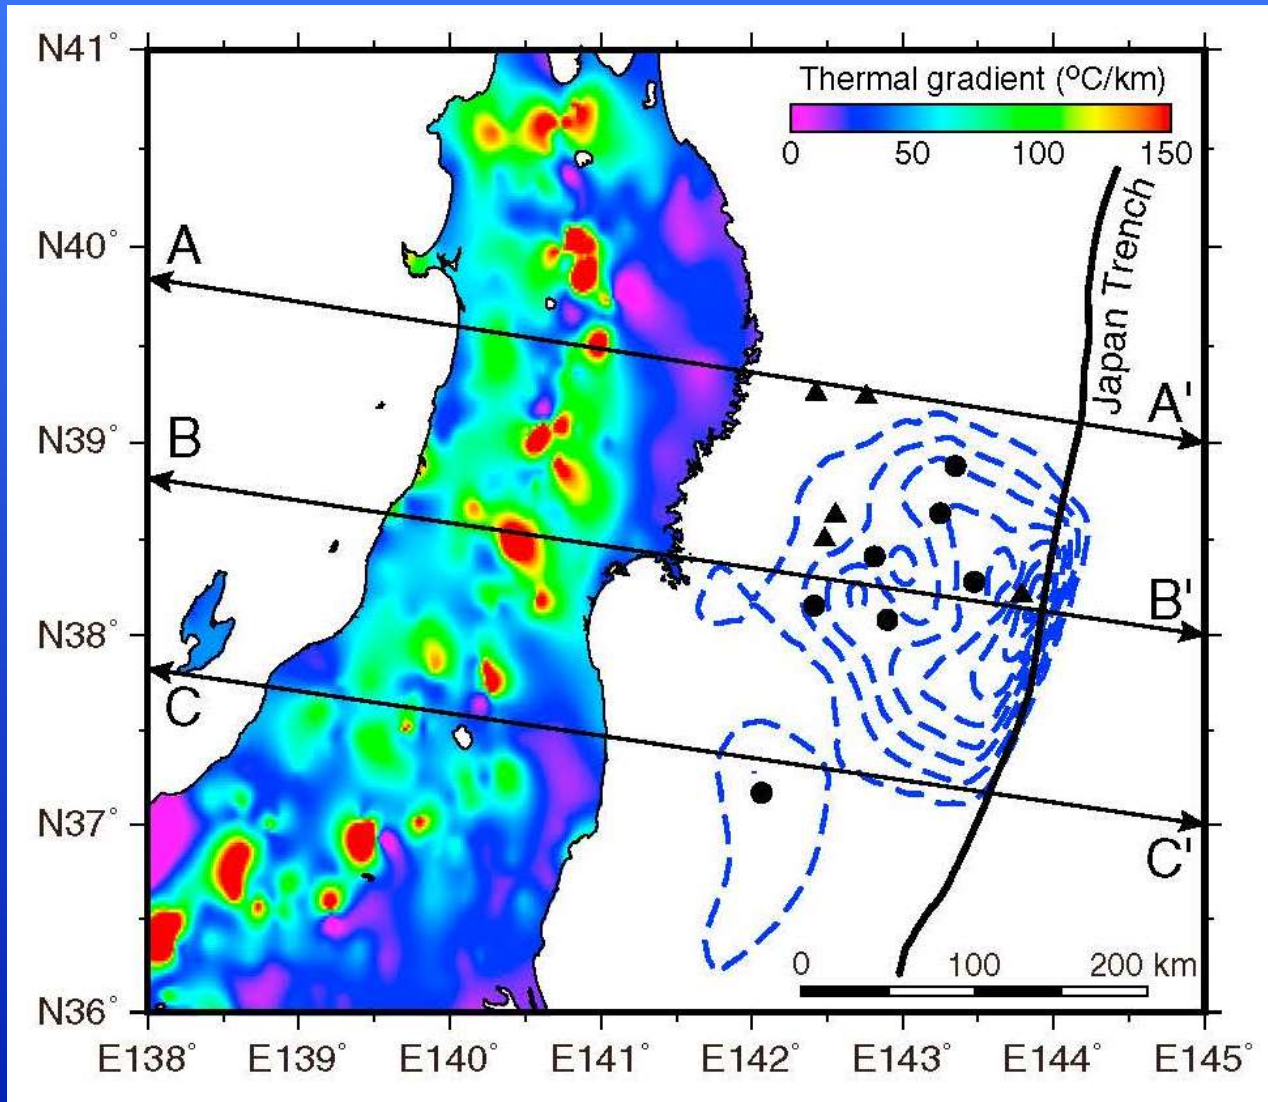 N41°
Thermal gradient (°C/km)
0 50 100 150
Japan Trench
N40°
A
A'
N39°
B
B'
N38°
C
N37°
C'
0 100 200 km
N36°
E138° E139° E140° E141° E142° E143° E144° E145°